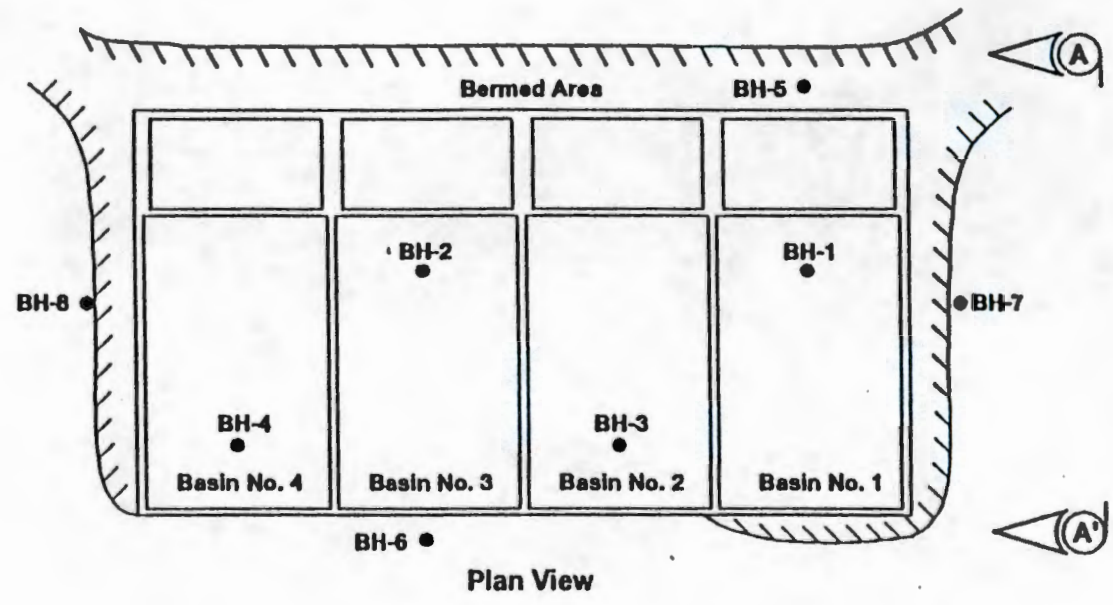 A
Bermed Area
BH-5
BH-2
BH-1
BH-8
BH-7
BH-4
BH-3
Basin No. 4
Basin No. 3
Basin No. 2
Basin No. 1
A'
BH-6
Plan View